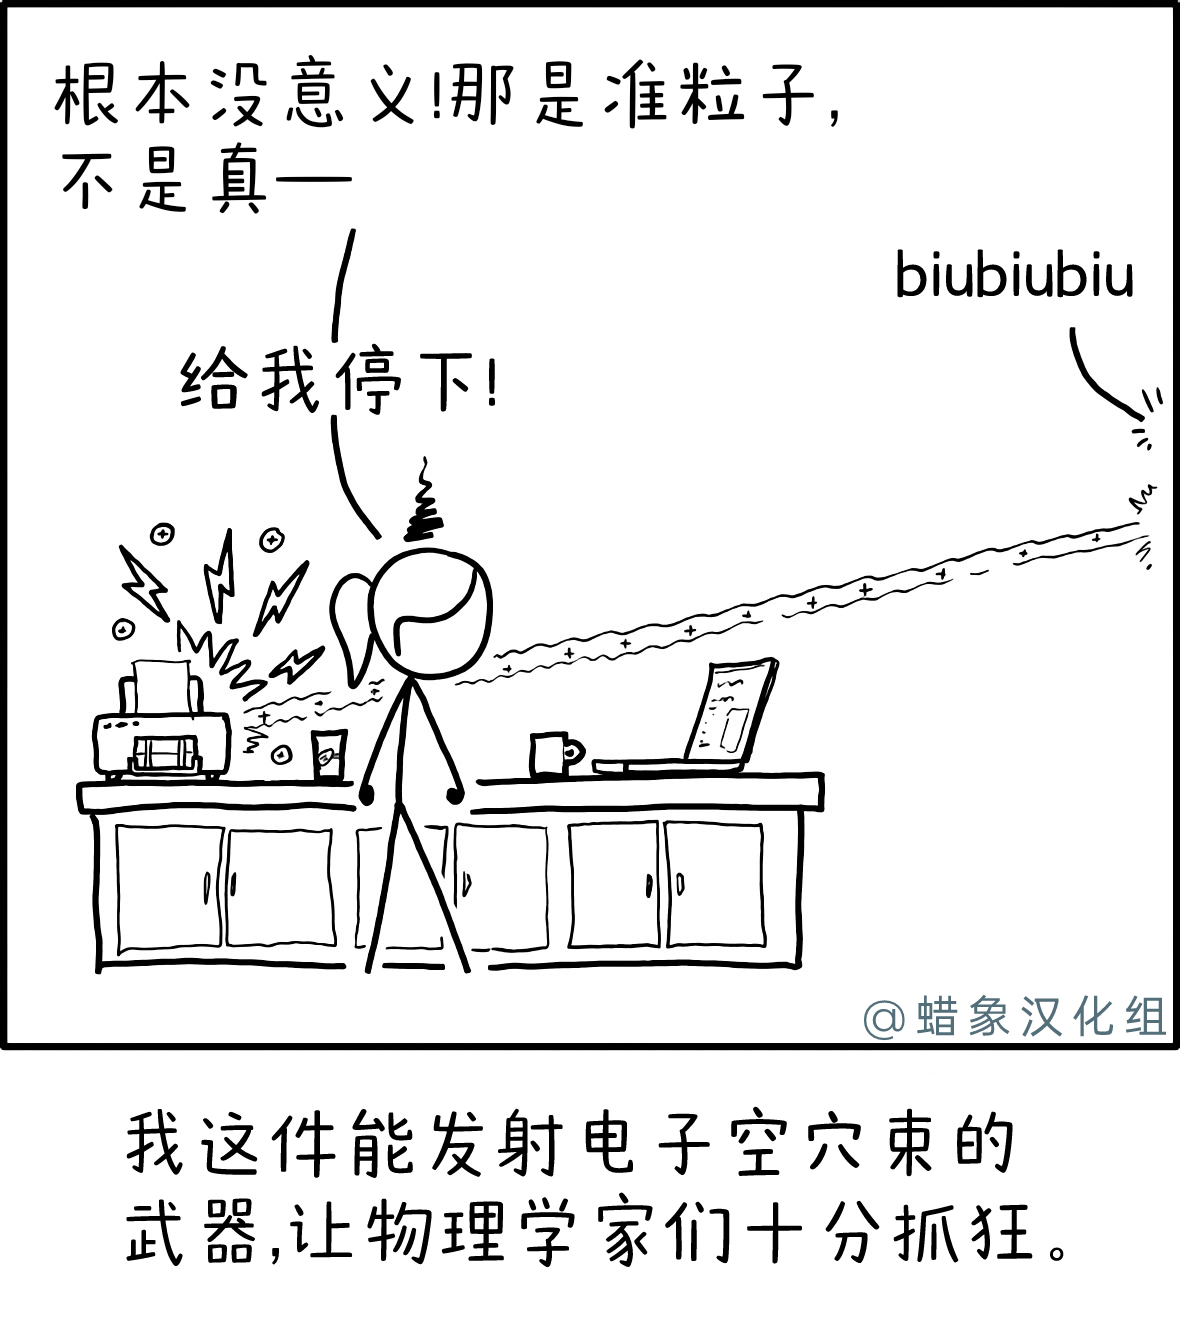 根本没意义!那是准粒子,
不是真——
biubiubiu
给我停下!
@蜡象汉化组
我这件能发射电子空穴束的
武器,让物理学家们十分抓狂。